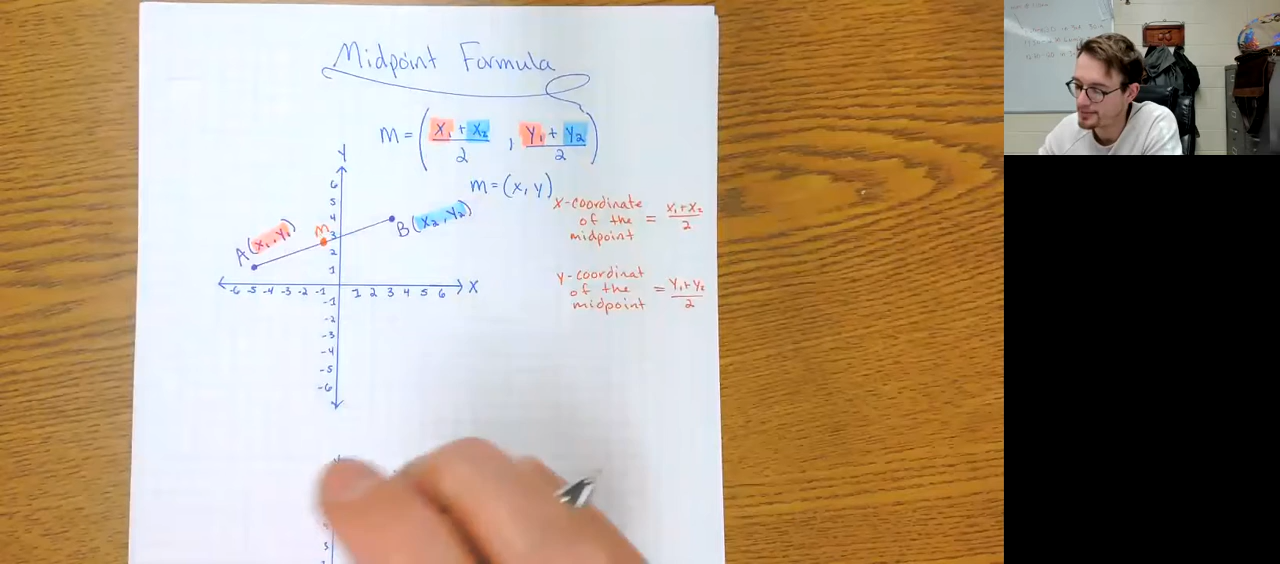 Midpoint Formula
M = (x₁ + x₂ / 2 , y₁ + y₂ / 2)
M = (x, y)
x-coordinate of the midpoint = x₁ + x₂ / 2
y-coordinat of the midpoint = y₁ + y₂ / 2
A(x₁, y₁)
M
B(x₂, y₂)
Y
6
5
4
3
2
1
-6 -5 -4 -3 -2 -1 1 2 3 4 5 6 X
-1
-2
-3
-4
-5
-6